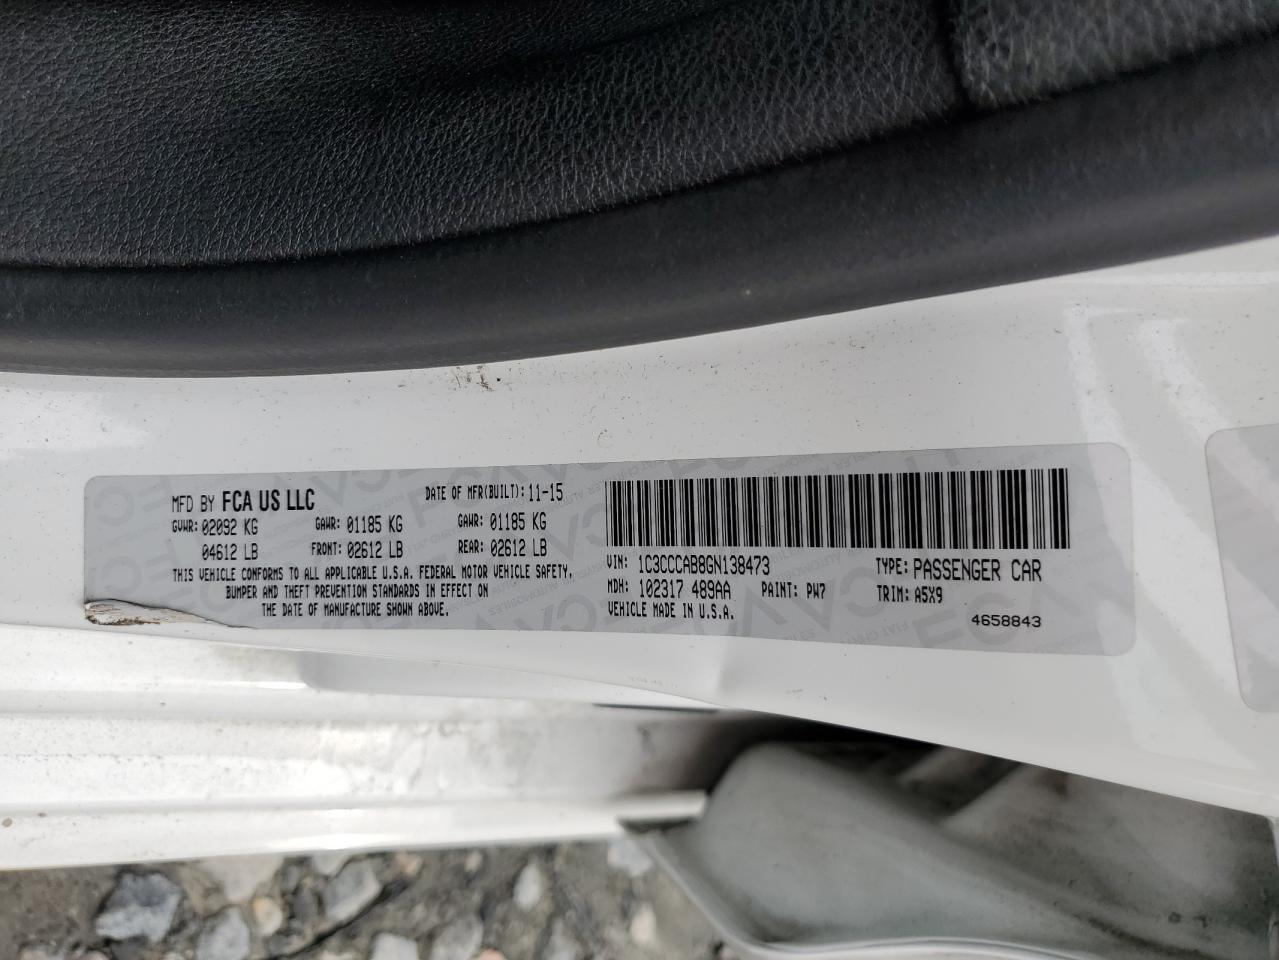 MFD BY FCA US LLC DATE OF MFR(BUILT): 11-15
GVWR: 02092 KG GAWR: 01185 KG GAWR: 01185 KG
04612 LB FRONT: 02612 LB REAR: 02612 LB
THIS VEHICLE CONFORMS TO ALL APPLICABLE U.S.A. FEDERAL MOTOR VEHICLE SAFETY,
BUMPER AND THEFT PREVENTION STANDARDS IN EFFECT ON
THE DATE OF MANUFACTURE SHOWN ABOVE.
VIN: 1C3CCCAB8GN138473 TYPE: PASSENGER CAR
MDH: 102317 489AA PAINT: PW7 TRIM: A5X9
VEHICLE MADE IN U.S.A.
4658843